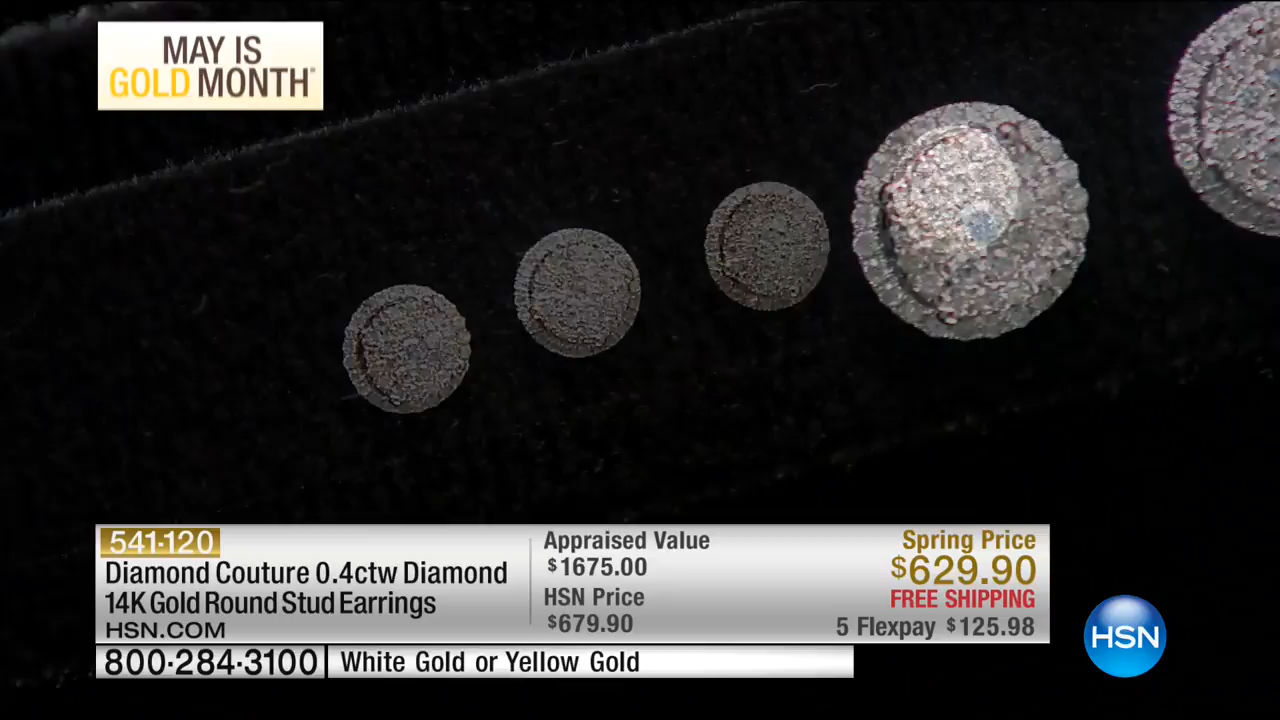 MAY IS
GOLD MONTH®
541·120
Diamond Couture 0.4ctw Diamond
14K Gold Round Stud Earrings
HSN.COM
Appraised Value
$1675.00
HSN Price
$679.90
Spring Price
$629.90
FREE SHIPPING
5 Flexpay $125.98
800·284·3100
White Gold or Yellow Gold
HSN